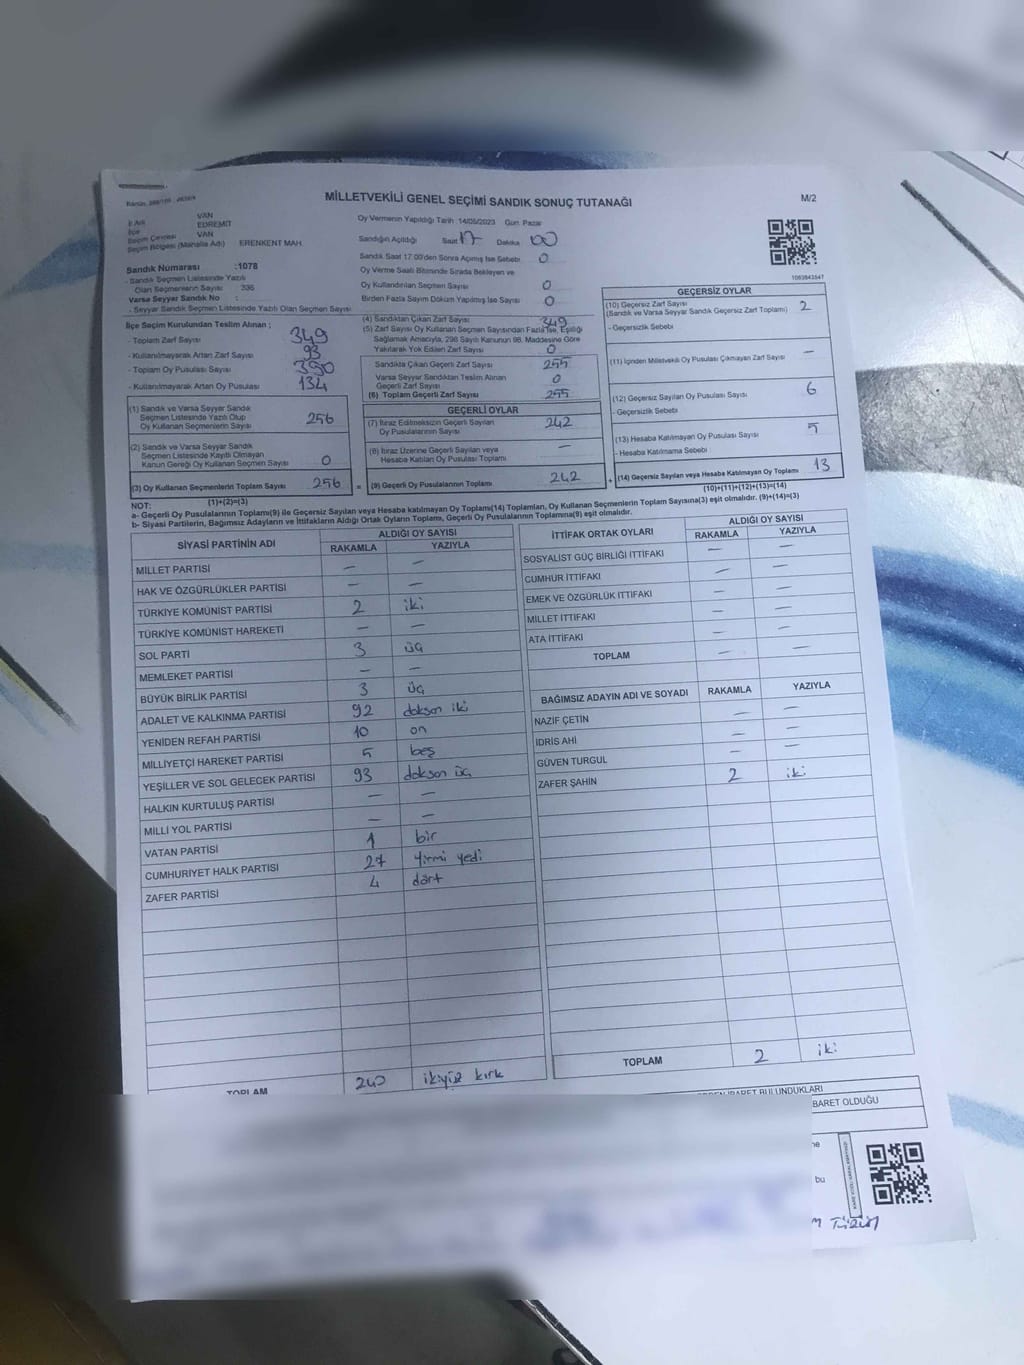 MİLLETVEKİLİ GENEL SEÇİMİ SANDIK SONUÇ TUTANAĞI
M/2
İl Adı VAN
İlçe EDREMİT
Seçim Çevresi VAN
Seçim Bölgesi (Mahalle Adı) ERENKENT MAH.
Oy Vermenin Yapıldığı Tarih 14/05/2023 Gün: Pazar
Sandığın Açıldığı Saat 17 Dakika 00
Sandık Saat 17.00'den Sonra Açılmış İse Sebebi 0
Oy Verme Saati Bitiminde Sırada Bekleyen ve
Oy Kullandırılan Seçmen Sayısı 0
Birden Fazla Sayım Döküm Yapılmış İse Sayısı 0
1083843547
Sandık Numarası :1078
- Sandık Seçmen Listesinde Yazılı
Olan Seçmenlerin Sayısı 336
Varsa Seyyar Sandık No :
- Seyyar Sandık Seçmen Listesinde Yazılı Olan Seçmen Sayısı
İlçe Seçim Kurulundan Teslim Alınan ;
- Toplam Zarf Sayısı 349
- Kullanılmayarak Artan Zarf Sayısı 93
- Toplam Oy Pusulası Sayısı 390
- Kullanılmayarak Artan Oy Pusulası 134
(4) Sandıktan Çıkan Zarf Sayısı 349
(5) Zarf Sayısı Oy Kullanan Seçmen Sayısından Fazla İse, Eşitliği
Sağlamak Amacıyla, 298 Sayılı Kanunun 98. Maddesine Göre
Yakılarak Yok Edilen Zarf Sayısı 0
Sandıkta Çıkan Geçerli Zarf Sayısı 255
Varsa Seyyar Sandıktan Teslim Alınan
Geçerli Zarf Sayısı 0
(6) Toplam Geçerli Zarf Sayısı 255
GEÇERSİZ OYLAR
(10) Geçersiz Zarf Sayısı 2
(Sandık ve Varsa Seyyar Sandık Geçersiz Zarf Toplamı)
- Geçersizlik Sebebi
(11) İçinden Milletvekili Oy Pusulası Çıkmayan Zarf Sayısı —
(12) Geçersiz Sayılan Oy Pusulası Sayısı 6
- Geçersizlik Sebebi
(13) Hesaba Katılmayan Oy Pusulası Sayısı 5
- Hesaba Katılmama Sebebi
(14) Geçersiz Sayılan veya Hesaba Katılmayan Oy Toplamı 13
(10)+(11)+(12)+(13)=(14)
(1) Sandık ve Varsa Seyyar Sandık
Seçmen Listesinde Yazılı Olup
Oy Kullanan Seçmenlerin Sayısı 256
(2) Sandık ve Varsa Seyyar Sandık
Seçmen Listesinde Kayıtlı Olmayan
Kanun Gereği Oy Kullanan Seçmen Sayısı 0
(3) Oy Kullanan Seçmenlerin Toplam Sayısı 256
(1)+(2)=(3)
GEÇERLİ OYLAR
(7) İtiraz Edilmeksizin Geçerli Sayılan
Oy Pusulalarının Sayısı 242
(8) İtiraz Üzerine Geçerli Sayılan veya
Hesaba Katılan Oy Pusulası Toplamı —
= (9) Geçerli Oy Pusulalarının Toplamı 242 +
NOT:
a- Geçerli Oy Pusulalarının Toplamı(9) ile Geçersiz Sayılan veya Hesaba katılmayan Oy Toplam(14) Toplamları, Oy Kullanan Seçmenlerin Toplam Sayısına(3) eşit olmalıdır. (9)+(14)=(3)
b- Siyasi Partilerin, Bağımsız Adayların ve İttifakların Aldığı Ortak Oyların Toplamı, Geçerli Oy Pusulalarının Toplamına(9) eşit olmalıdır.
SİYASİ PARTİNİN ADI ALDIĞI OY SAYISI
RAKAMLA YAZIYLA
MİLLET PARTİSİ — —
HAK VE ÖZGÜRLÜKLER PARTİSİ — —
TÜRKİYE KOMÜNİST PARTİSİ 2 iki
TÜRKİYE KOMÜNİST HAREKETİ — —
SOL PARTİ 3 üç
MEMLEKET PARTİSİ — —
BÜYÜK BİRLİK PARTİSİ 3 üç
ADALET VE KALKINMA PARTİSİ 92 doksan iki
YENİDEN REFAH PARTİSİ 10 on
MİLLİYETÇİ HAREKET PARTİSİ 5 beş
YEŞİLLER VE SOL GELECEK PARTİSİ 93 doksan üç
HALKIN KURTULUŞ PARTİSİ — —
MİLLİ YOL PARTİSİ — —
VATAN PARTİSİ 1 bir
CUMHURİYET HALK PARTİSİ 27 yirmi yedi
ZAFER PARTİSİ 4 dört
TOPLAM 240 ikiyüz kırk
İTTİFAK ORTAK OYLARI ALDIĞI OY SAYISI
RAKAMLA YAZIYLA
SOSYALİST GÜÇ BİRLİĞİ İTTİFAKI — —
CUMHUR İTTİFAKI — —
EMEK VE ÖZGÜRLÜK İTTİFAKI — —
MİLLET İTTİFAKI — —
ATA İTTİFAKI — —
TOPLAM — —
BAĞIMSIZ ADAYIN ADI VE SOYADI RAKAMLA YAZIYLA
NAZİF ÇETİN — —
İDRİS AHİ — —
GÜVEN TURGUL — —
ZAFER ŞAHİN 2 iki
TOPLAM 2 iki
BULUNDUKLARI
BARET OLDUĞU
bu